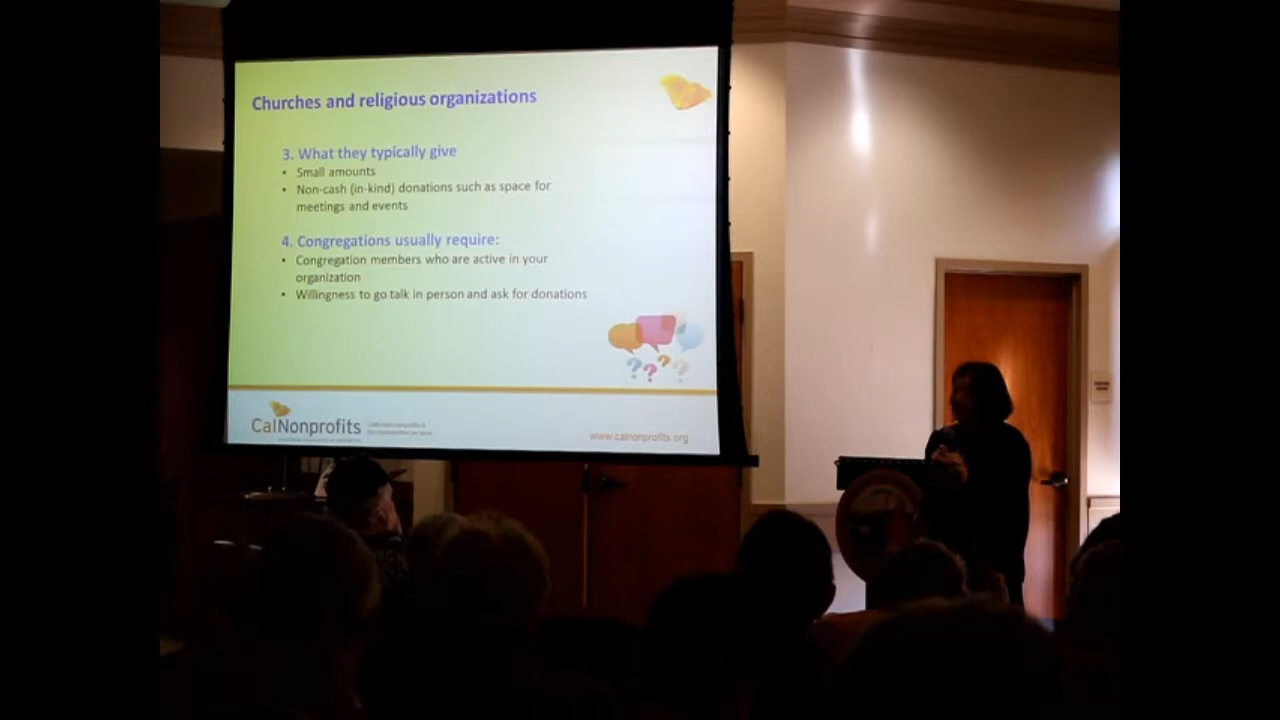 Churches and religious organizations
3. What they typically give
• Small amounts
• Non-cash (in-kind) donations such as space for
meetings and events
4. Congregations usually require:
• Congregation members who are active in your
organization
• Willingness to go talk in person and ask for donations
? ? ? ?
CalNonprofits
www.calnonprofits.org